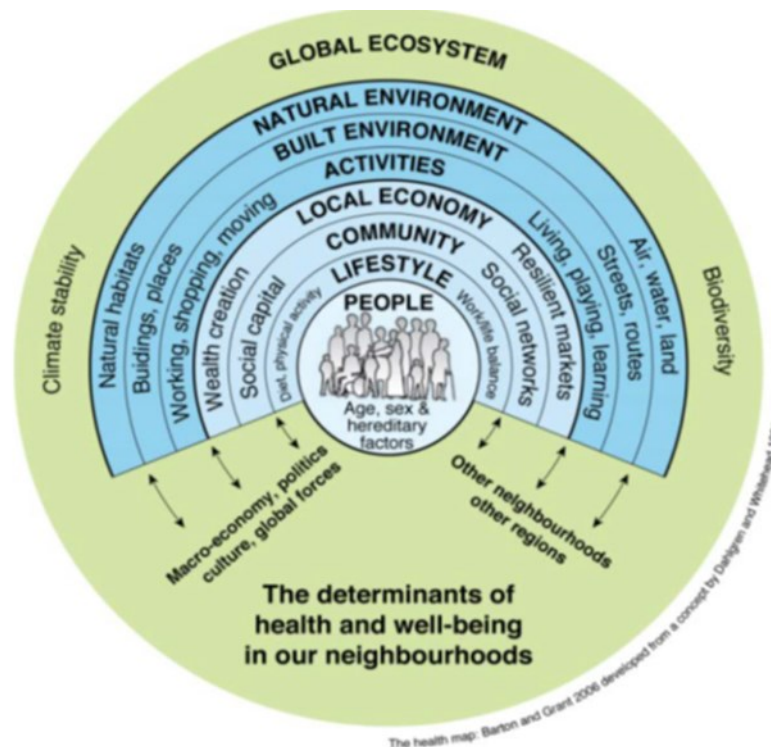 GLOBAL ECOSYSTEM
NATURAL ENVIRONMENT
BUILT ENVIRONMENT
ACTIVITIES
LOCAL ECONOMY
COMMUNITY
LIFESTYLE
PEOPLE
Age, sex &
hereditary
factors
Climate stability
Natural habitats
Buidings, places
Working, shopping, moving
Wealth creation
Social capital
Diet, physical activity
Work/life balance
Social networks
Resilient markets
Living, playing, learning
Streets, routes
Air, water, land
Biodiversity
Macro-economy, politics
culture, global forces
Other neighbourhoods
other regions
The determinants of
health and well-being
in our neighbourhoods
The health map: Barton and Grant 2006 developed from a concept by Dahlgren and Whitehead